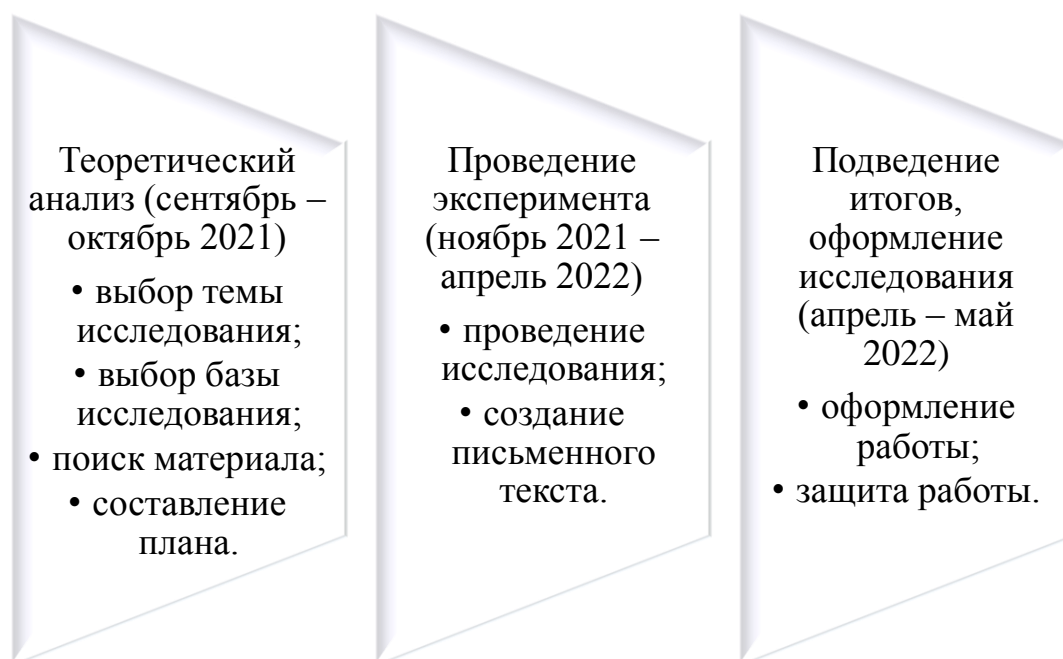 Теоретический
анализ (сентябрь –
октябрь 2021)
• выбор темы
исследования;
• выбор базы
исследования;
• поиск материала;
• составление
плана.
Проведение
эксперимента
(ноябрь 2021 –
апрель 2022)
• проведение
исследования;
• создание
письменного
текста.
Подведение
итогов,
оформление
исследования
(апрель – май
2022)
• оформление
работы;
• защита работы.